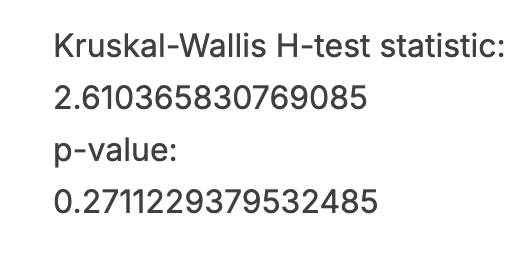 Kruskal-Wallis H-test statistic:
2.610365830769085
p-value:
0.2711229379532485